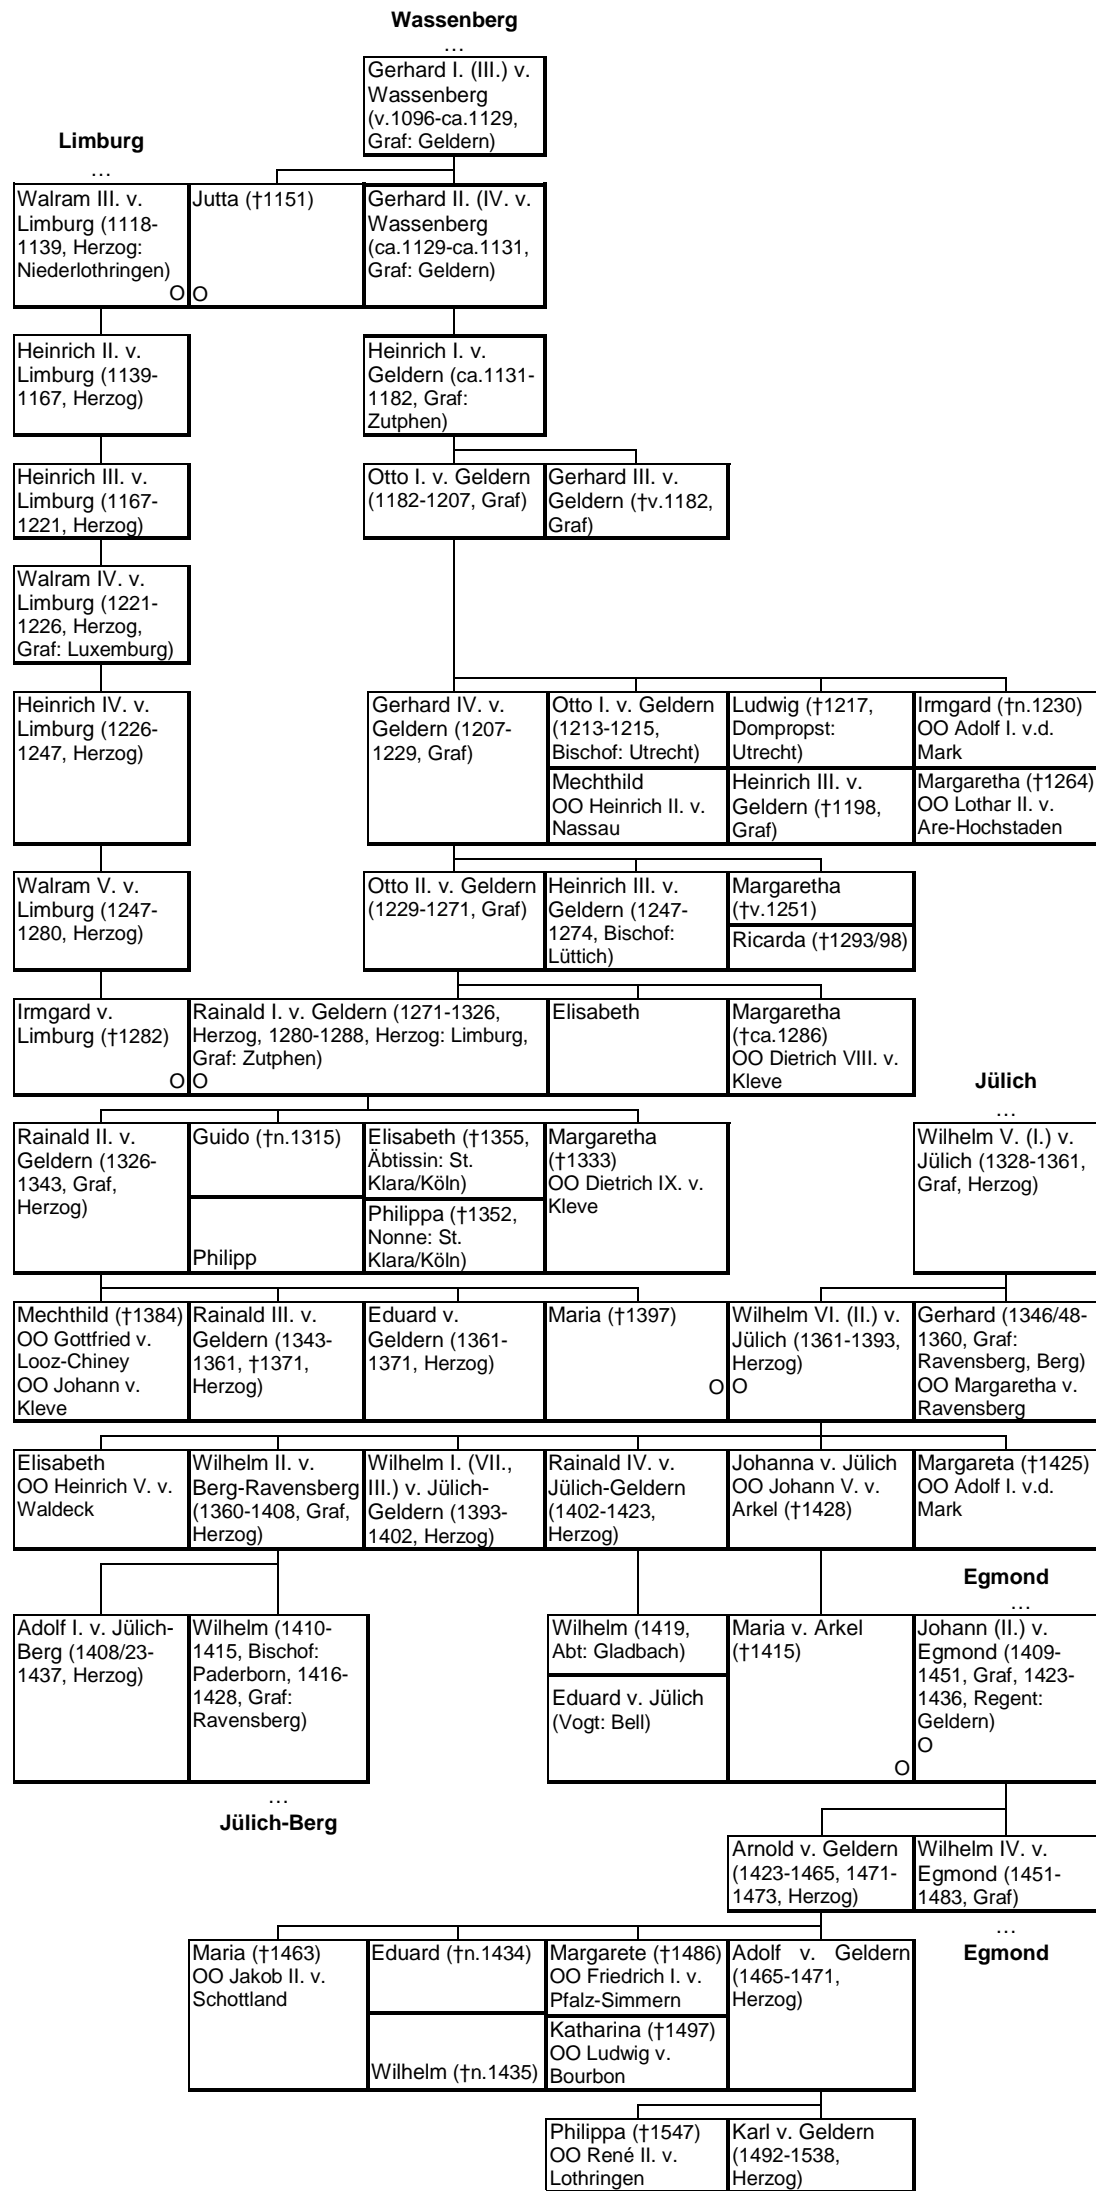 Wassenberg
…
Gerhard I. (III.) v.
Wassenberg
(v.1096-ca.1129,
Graf: Geldern)
Limburg
…
Walram III. v.
Limburg (1118-
1139, Herzog:
Niederlothringen)
O
Jutta (†1151)
O
Gerhard II. (IV. v.
Wassenberg
(ca.1129-ca.1131,
Graf: Geldern)
Heinrich II. v.
Limburg (1139-
1167, Herzog)
Heinrich I. v.
Geldern (ca.1131-
1182, Graf:
Zutphen)
Heinrich III. v.
Limburg (1167-
1221, Herzog)
Otto I. v. Geldern
(1182-1207, Graf)
Gerhard III. v.
Geldern (†v.1182,
Graf)
Walram IV. v.
Limburg (1221-
1226, Herzog,
Graf: Luxemburg)
Heinrich IV. v.
Limburg (1226-
1247, Herzog)
Gerhard IV. v.
Geldern (1207-
1229, Graf)
Otto I. v. Geldern
(1213-1215,
Bischof: Utrecht)
Ludwig (†1217,
Dompropst:
Utrecht)
Irmgard (†n.1230)
OO Adolf I. v.d.
Mark
Mechthild
OO Heinrich II. v.
Nassau
Heinrich III. v.
Geldern (†1198,
Graf)
Margaretha (†1264)
OO Lothar II. v.
Are-Hochstaden
Walram V. v.
Limburg (1247-
1280, Herzog)
Otto II. v. Geldern
(1229-1271, Graf)
Heinrich III. v.
Geldern (1247-
1274, Bischof:
Lüttich)
Margaretha
(†v.1251)
Ricarda (†1293/98)
Irmgard v.
Limburg (†1282)
O
Rainald I. v. Geldern (1271-1326,
Herzog, 1280-1288, Herzog: Limburg,
Graf: Zutphen)
O
Elisabeth
Margaretha
(†ca.1286)
OO Dietrich VIII. v.
Kleve
Jülich
…
Rainald II. v.
Geldern (1326-
1343, Graf,
Herzog)
Guido (†n.1315)
Philipp
Elisabeth (†1355,
Äbtissin: St.
Klara/Köln)
Philippa (†1352,
Nonne: St.
Klara/Köln)
Margaretha
(†1333)
OO Dietrich IX. v.
Kleve
Wilhelm V. (I.) v.
Jülich (1328-1361,
Graf, Herzog)
Mechthild (†1384)
OO Gottfried v.
Looz-Chiney
OO Johann v.
Kleve
Rainald III. v.
Geldern (1343-
1361, †1371,
Herzog)
Eduard v.
Geldern (1361-
1371, Herzog)
Maria (†1397)
O
Wilhelm VI. (II.) v.
Jülich (1361-1393,
Herzog)
O
Gerhard (1346/48-
1360, Graf:
Ravensberg, Berg)
OO Margaretha v.
Ravensberg
Elisabeth
OO Heinrich V. v.
Waldeck
Wilhelm II. v.
Berg-Ravensberg
(1360-1408, Graf,
Herzog)
Wilhelm I. (VII.,
III.) v. Jülich-
Geldern (1393-
1402, Herzog)
Rainald IV. v.
Jülich-Geldern
(1402-1423,
Herzog)
Johanna v. Jülich
OO Johann V. v.
Arkel (†1428)
Margareta (†1425)
OO Adolf I. v.d.
Mark
Egmond
…
Adolf I. v. Jülich-
Berg (1408/23-
1437, Herzog)
Wilhelm (1410-
1415, Bischof:
Paderborn, 1416-
1428, Graf:
Ravensberg)
Wilhelm (1419,
Abt: Gladbach)
Eduard v. Jülich
(Vogt: Bell)
Maria v. Arkel
(†1415)
O
Johann (II.) v.
Egmond (1409-
1451, Graf, 1423-
1436, Regent:
Geldern)
O
…
Jülich-Berg
Arnold v. Geldern
(1423-1465, 1471-
1473, Herzog)
Wilhelm IV. v.
Egmond (1451-
1483, Graf)
…
Egmond
Maria (†1463)
OO Jakob II. v.
Schottland
Eduard (†n.1434)
Wilhelm (†n.1435)
Margarete (†1486)
OO Friedrich I. v.
Pfalz-Simmern
Katharina (†1497)
OO Ludwig v.
Bourbon
Adolf v. Geldern
(1465-1471,
Herzog)
Philippa (†1547)
OO René II. v.
Lothringen
Karl v. Geldern
(1492-1538,
Herzog)